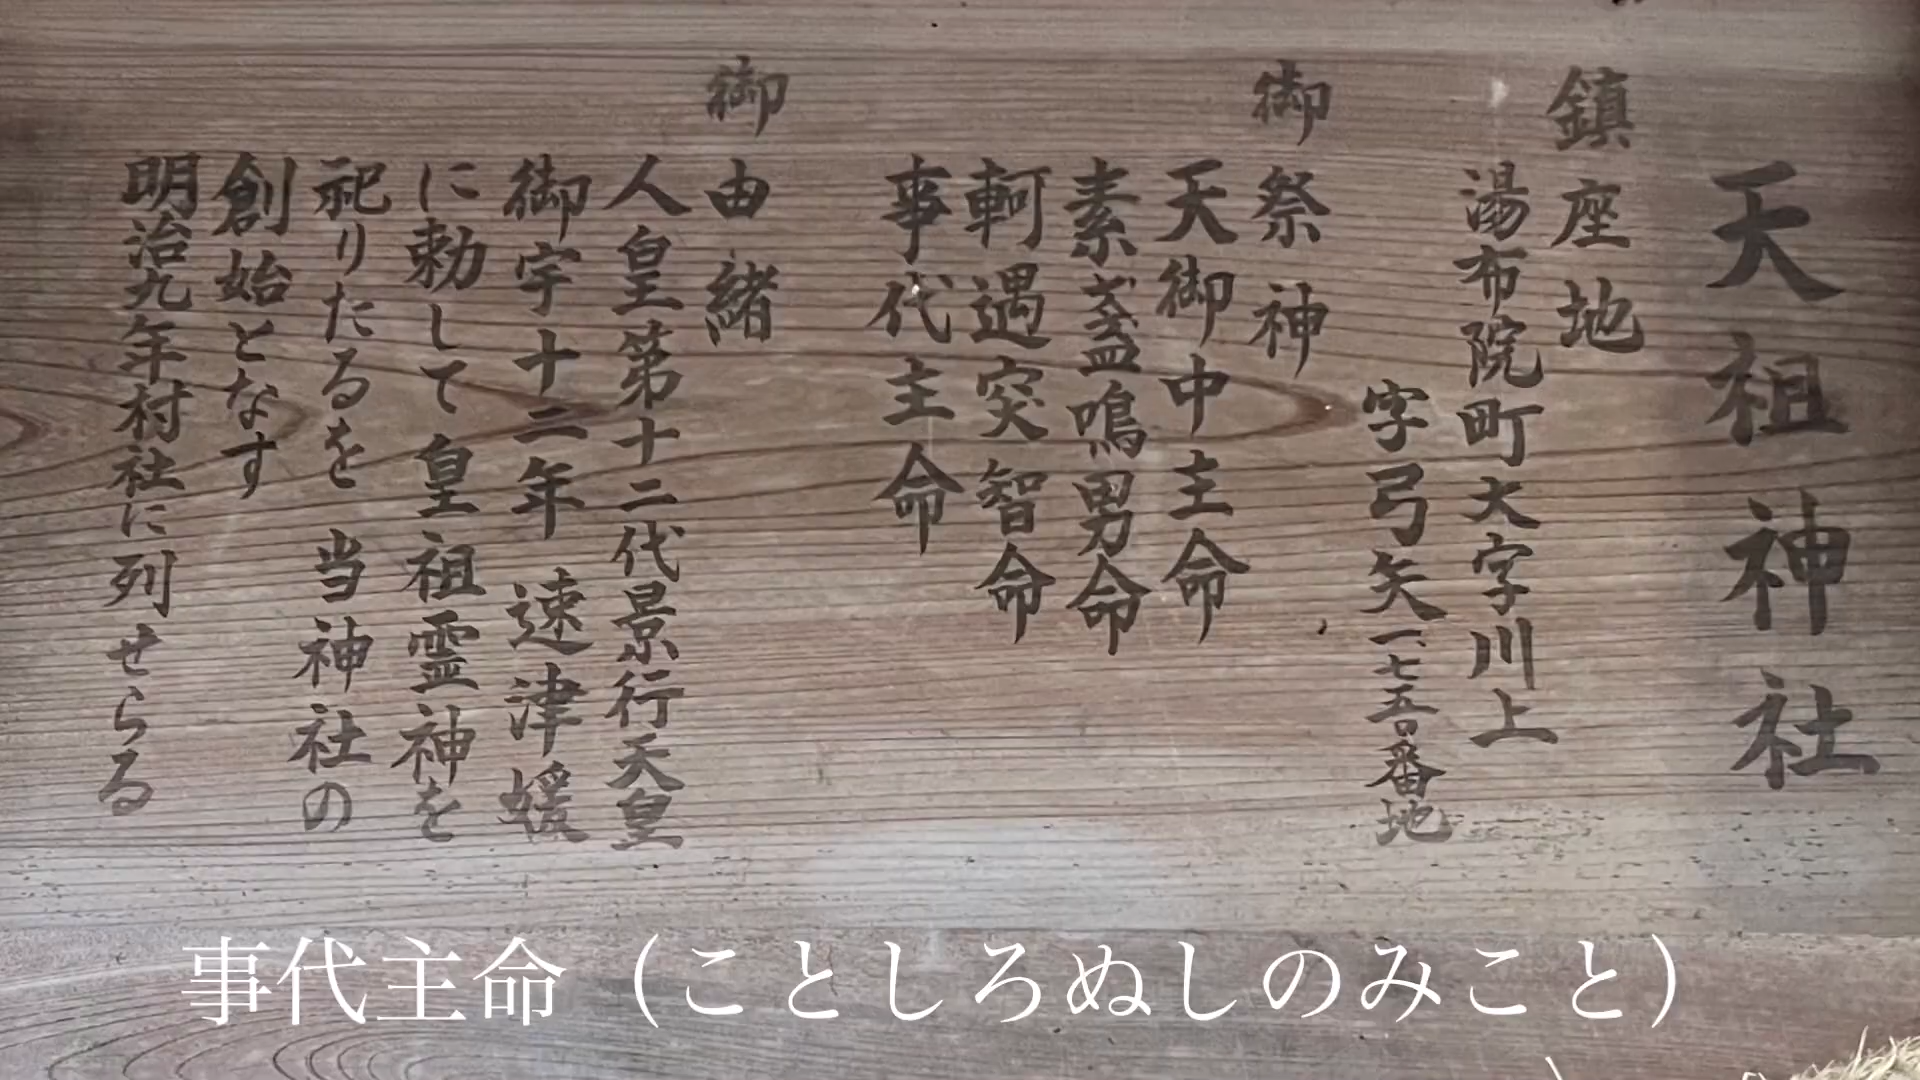 天祖神社
鎮座地
湯布院町大字川上
字弓矢一、七五五番地
御祭神
天御中主命
素盞嗚男命
軻遇突智命
事代主命
御由緒
人皇第十二代景行天皇
御宇十二年 速津媛
に勅して 皇祖霊神を
祀りたるを 当神社の
創始となす
明治九年村社に列せらる
事代主命（ことしろぬしのみこと）